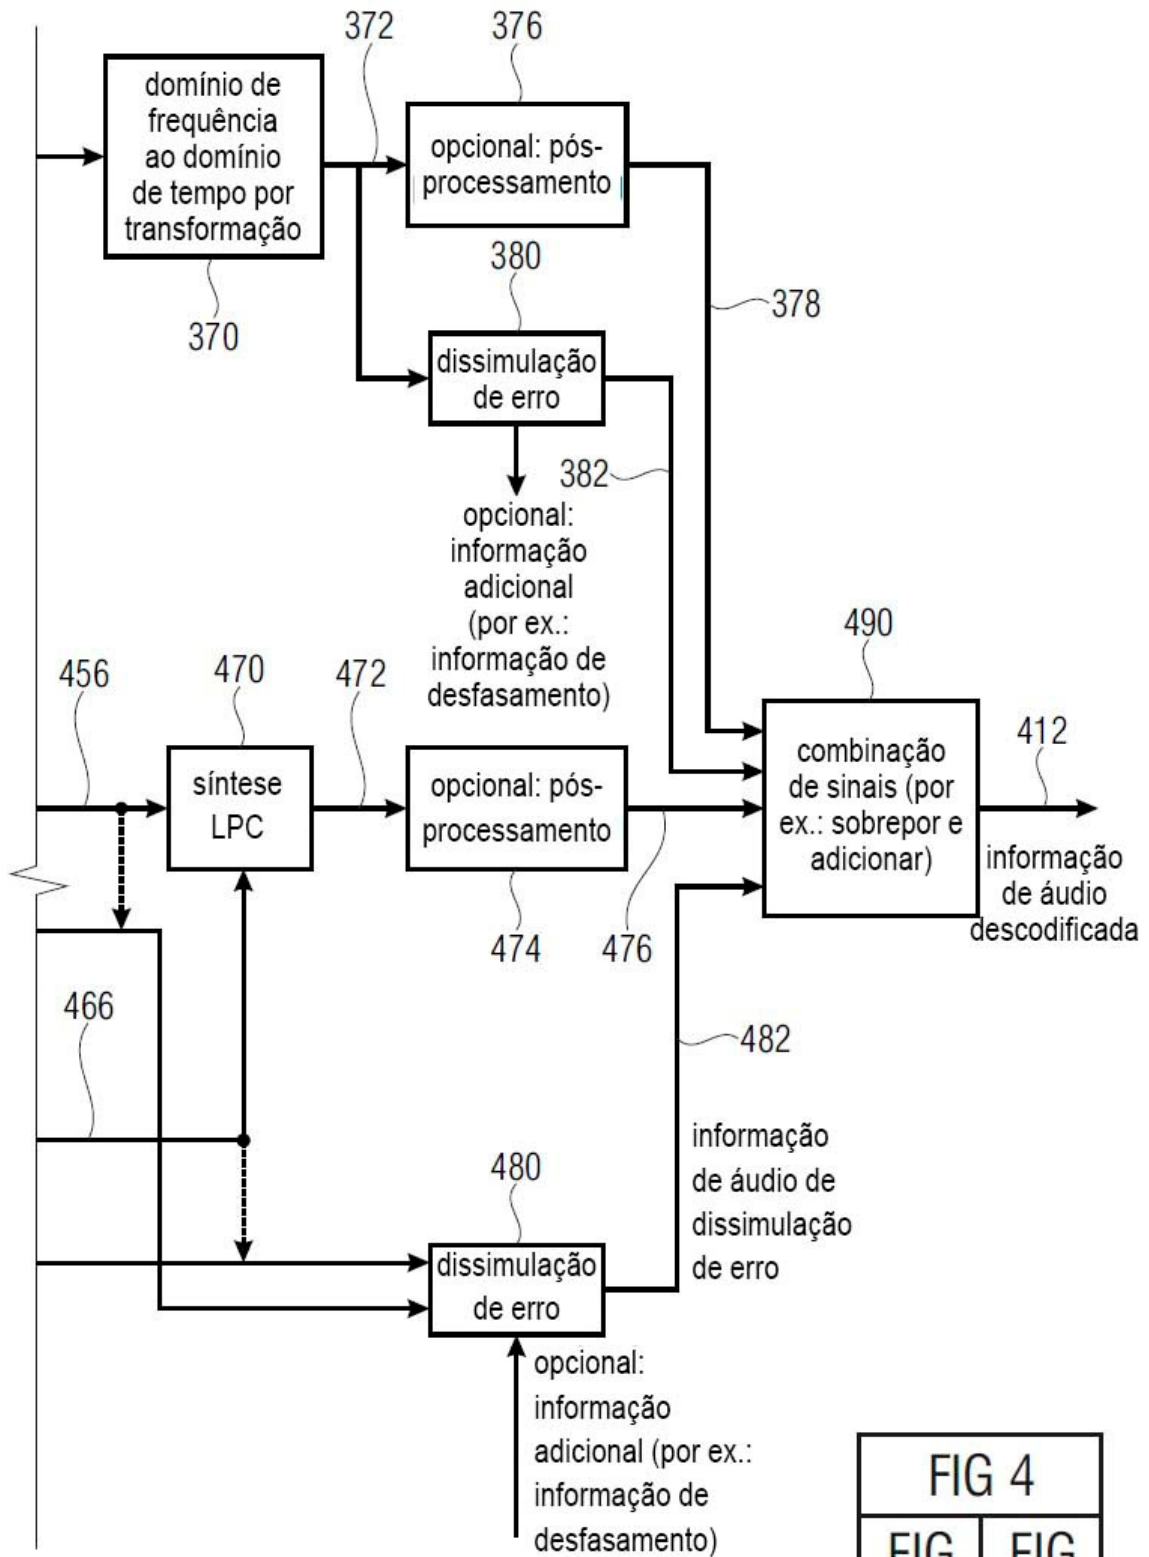 372
376
domínio de
frequência
ao domínio
de tempo por
transformação
opcional: pós-
processamento
370
380
378
dissimulação
de erro
382
opcional:
informação
adicional
(por ex.:
informação de
desfasamento)
490
456
470
472
412
síntese
LPC
opcional: pós-
processamento
combinação
de sinais (por
ex.: sobrepor e
adicionar)
informação
de áudio
descodificada
474
476
466
482
informação
de áudio de
dissimulação
de erro
480
dissimulação
de erro
opcional:
informação
adicional (por ex.:
informação de
desfasamento)
FIG 4
FIG
FIG